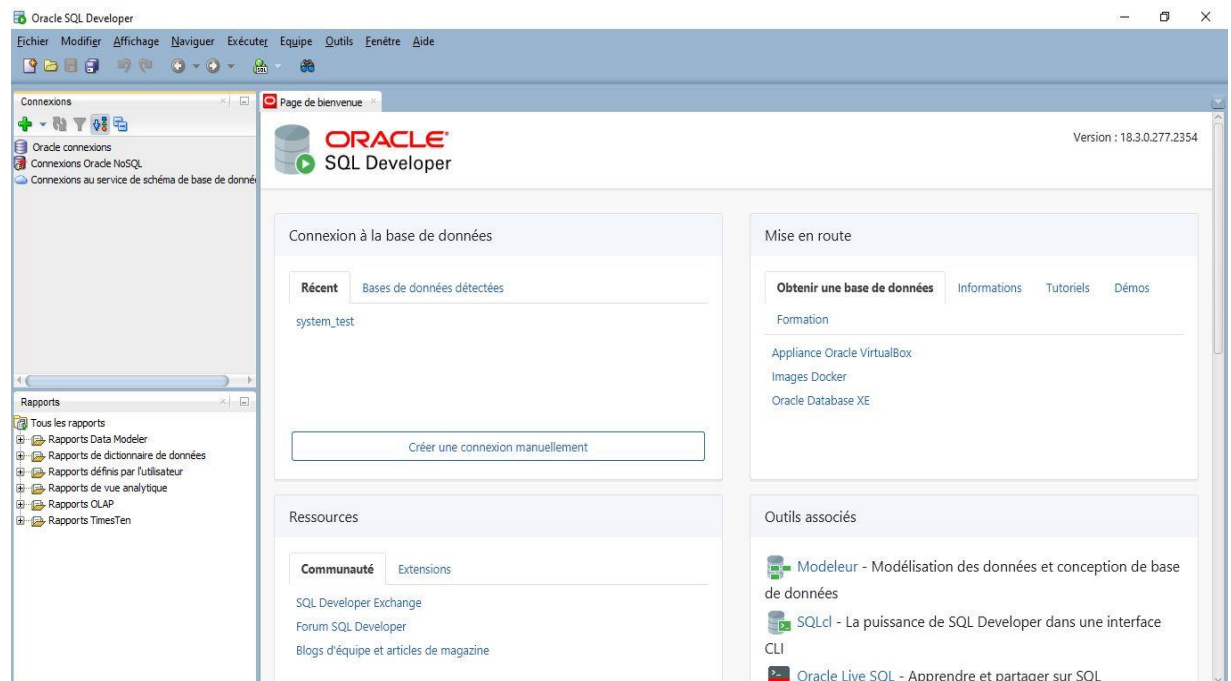 Oracle SQL Developer
Fichier Modifier Affichage Naviguer Exécuter Equipe Outils Fenêtre Aide
SQL
Connexions
Oracle connexions
Connexions Oracle NoSQL
Connexions au service de schéma de base de donné
Rapports
Tous les rapports
Rapports Data Modeler
Rapports de dictionnaire de données
Rapports définis par l'utilisateur
Rapports de vue analytique
Rapports OLAP
Rapports TimesTen
Page de bienvenue
ORACLE
SQL Developer
Version : 18.3.0.277.2354
Connexion à la base de données
Récent Bases de données détectées
system_test
Créer une connexion manuellement
Mise en route
Obtenir une base de données Informations Tutoriels Démos
Formation
Appliance Oracle VirtualBox
Images Docker
Oracle Database XE
Ressources
Communauté Extensions
SQL Developer Exchange
Forum SQL Developer
Blogs d'équipe et articles de magazine
Outils associés
Modeleur - Modélisation des données et conception de base
de données
SQLcl - La puissance de SQL Developer dans une interface
CLI
Oracle Live SQL - Apprendre et partager sur SQL